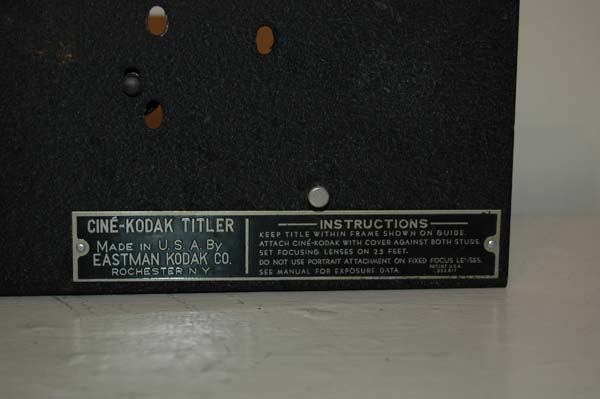 CINÉ-KODAK TITLER
MADE IN U.S.A. BY
EASTMAN KODAK CO.
ROCHESTER N.Y.
INSTRUCTIONS
KEEP TITLE WITHIN FRAME SHOWN ON GUIDE.
ATTACH CINÉ-KODAK WITH COVER AGAINST BOTH STUDS.
SET FOCUSING LENSES ON 25 FEET.
DO NOT USE PORTRAIT ATTACHMENT ON FIXED FOCUS LENSES.
SEE MANUAL FOR EXPOSURE DATA.